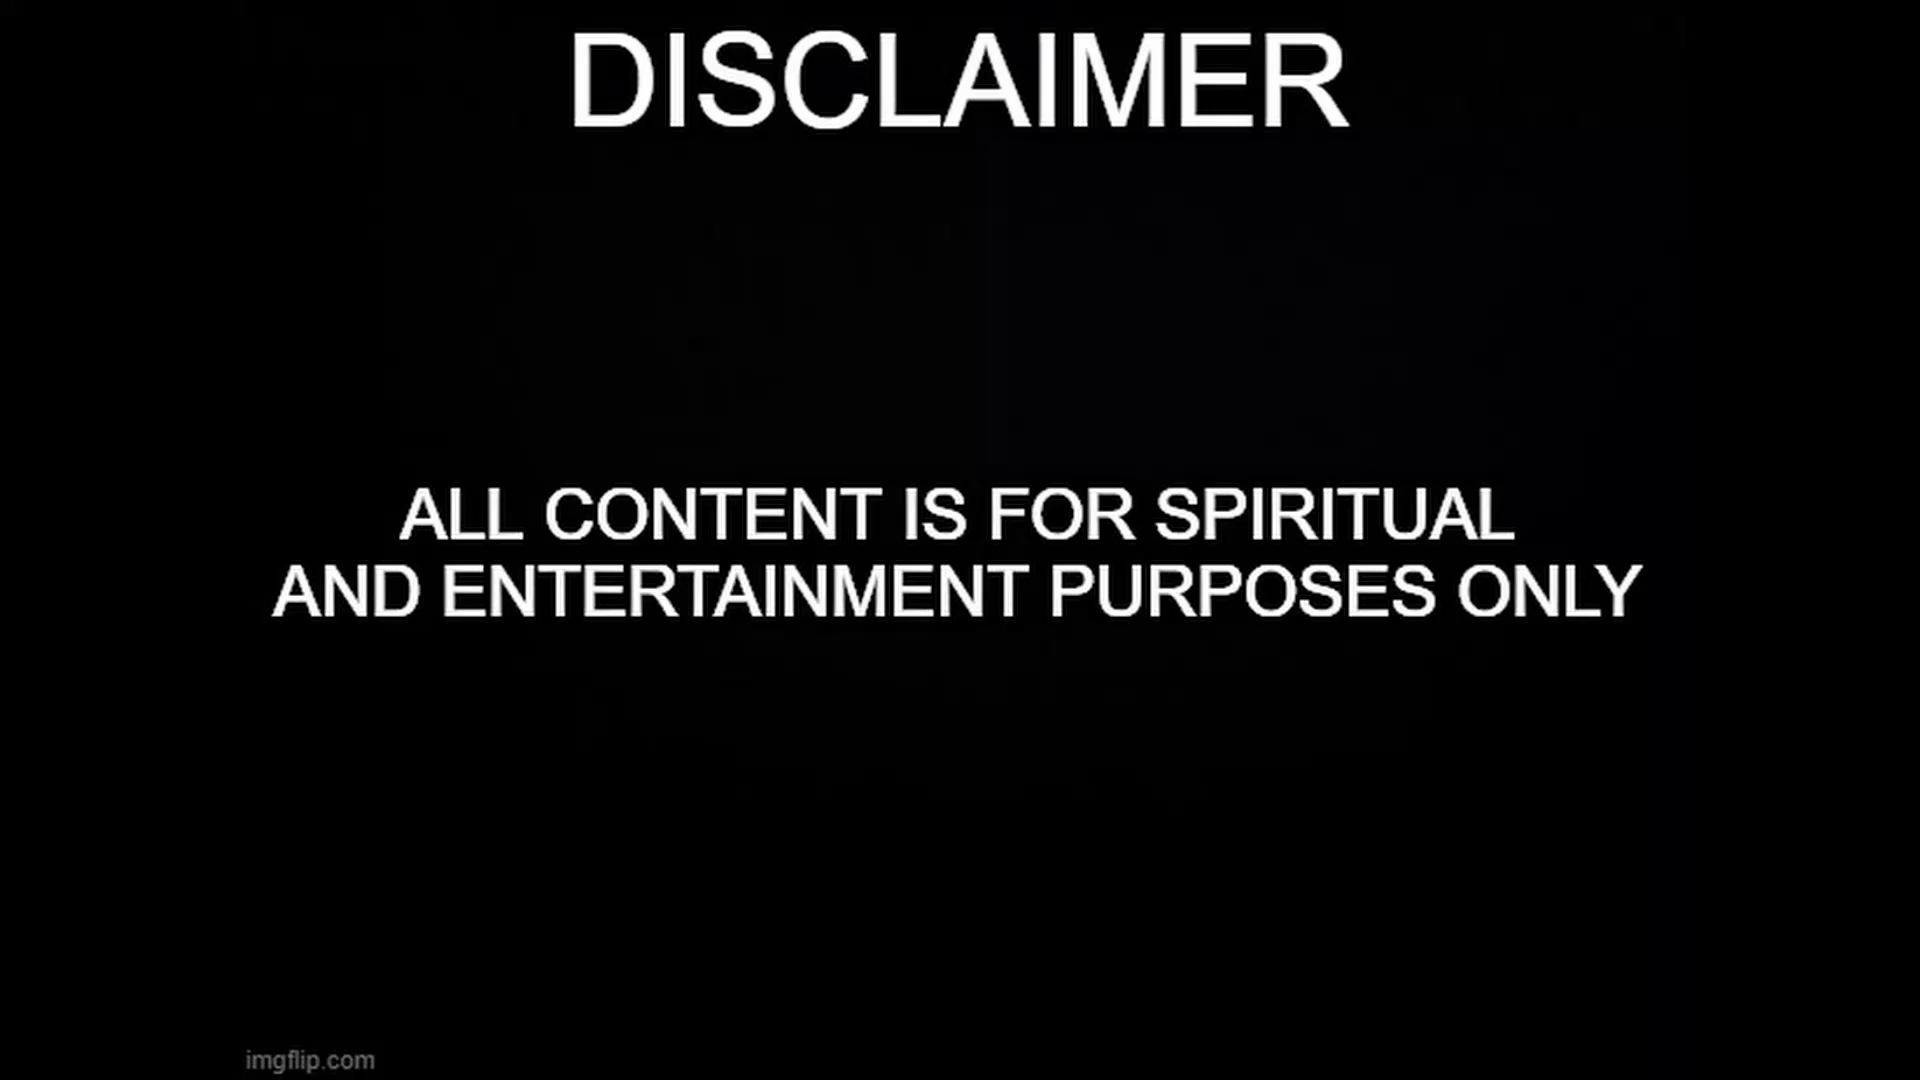 DISCLAIMER
ALL CONTENT IS FOR SPIRITUAL
AND ENTERTAINMENT PURPOSES ONLY
imgflip.com